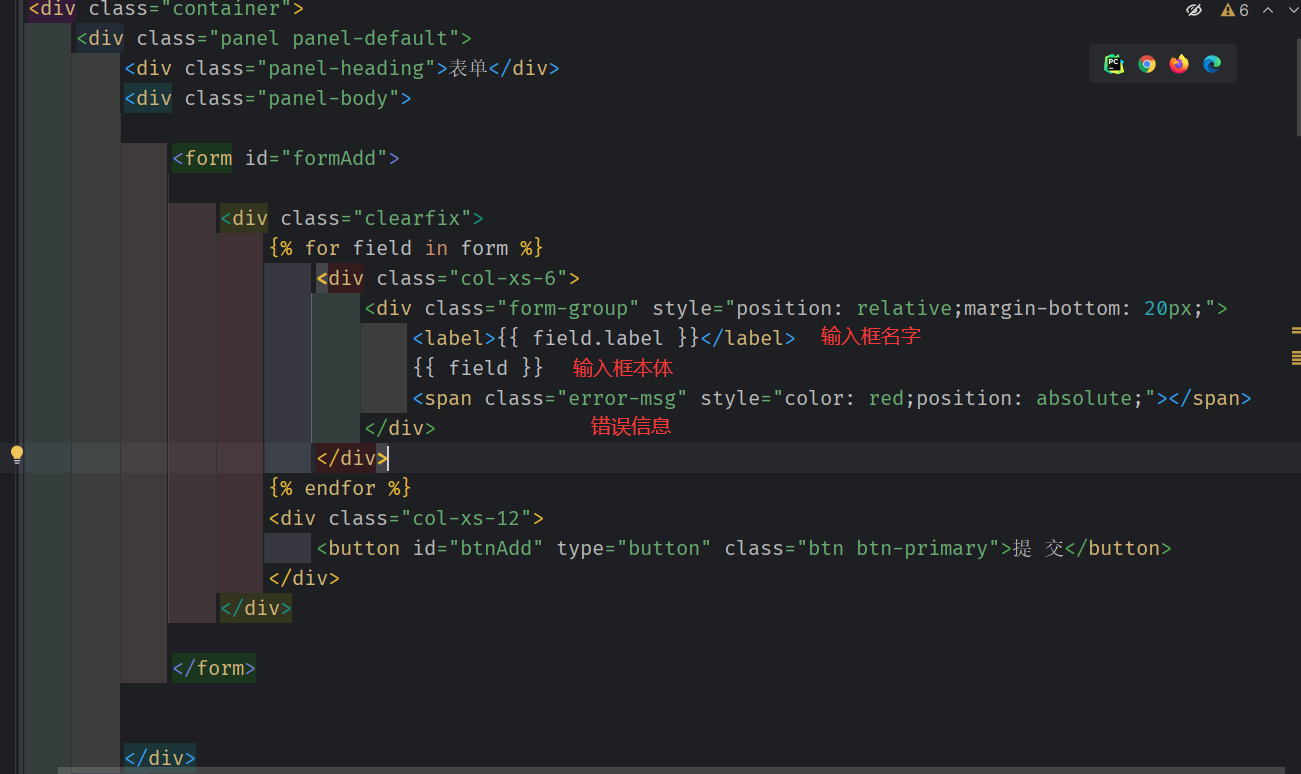 <div class="container">
6
<div class="panel panel-default">
<div class="panel-heading">表单</div>
PC
<div class="panel-body">
<form id="formAdd">
<div class="clearfix">
{% for field in form %}
<div class="col-xs-6">
<div class="form-group" style="position: relative;margin-bottom: 20px;">
<label>{{ field.label }}</label> 输入框名字
{{ field }} 输入框本体
<span class="error-msg" style="color: red;position: absolute;"></span>
</div> 错误信息
</div>
{% endfor %}
<div class="col-xs-12">
<button id="btnAdd" type="button" class="btn btn-primary">提 交</button>
</div>
</div>
</form>
</div>